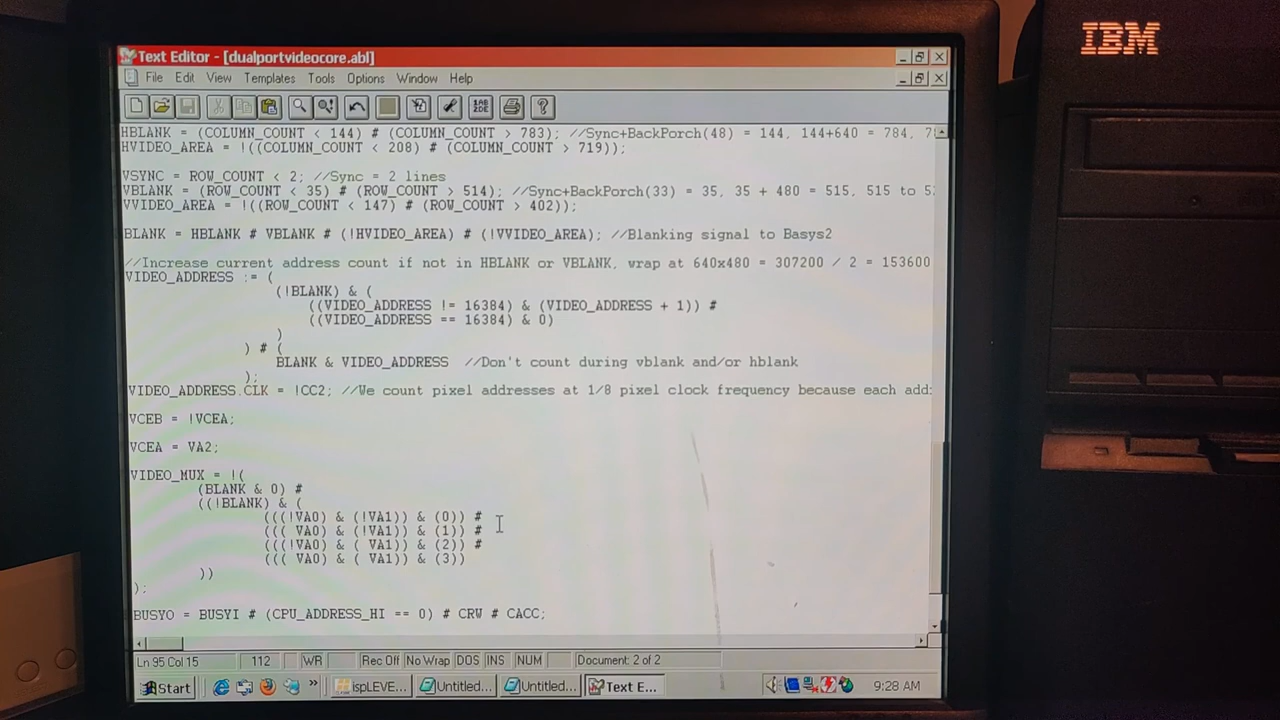 Text Editor - [dualportvideocore.abl]
IBM
File Edit View Templates Tools Options Window Help
HBLANK = (COLUMN_COUNT < 144) # (COLUMN_COUNT > 783); //Sync+BackPorch(48) = 144, 144+640 = 784,
HVIDEO_AREA = !((COLUMN_COUNT < 208) # (COLUMN_COUNT > 719));
VSYNC = ROW_COUNT < 2; //Sync = 2 lines
VBLANK = (ROW_COUNT < 35) # (ROW_COUNT > 514); //Sync+BackPorch(33) = 35, 35 + 480 = 515, 515 to
VVIDEO_AREA = !((ROW_COUNT < 147) # (ROW_COUNT > 402));
BLANK = HBLANK # VBLANK # (!HVIDEO_AREA) # (!VVIDEO_AREA); //Blanking signal to Basys2
//Increase current address count if not in HBLANK or VBLANK, wrap at 640x480 = 307200 / 2 = 153600
VIDEO_ADDRESS := (
(!BLANK) & (
((VIDEO_ADDRESS != 16384) & (VIDEO_ADDRESS + 1)) #
((VIDEO_ADDRESS == 16384) & 0)
)
) # (
BLANK & VIDEO_ADDRESS //Don't count during vblank and/or hblank
);
VIDEO_ADDRESS.CLK = !CC2; //We count pixel addresses at 1/8 pixel clock frequency because each
VCEB = !VCEA;
VCEA = VA2;
VIDEO_MUX = !(
(BLANK & 0) #
((!BLANK) & (
(((!VA0) & (!VA1)) & (0)) #
((( VA0) & (!VA1)) & (1)) #
(((!VA0) & ( VA1)) & (2)) #
((( VA0) & ( VA1)) & (3))
))
);
BUSYO = BUSYI # (CPU_ADDRESS_HI == 0) # CRW # CACC;
Ln 95 Col 15 112 WR Rec Off No Wrap DOS INS NUM Document: 2 of 2
Start » ispLEVE... Untitled... Untitled... Text E... 9:28 AM